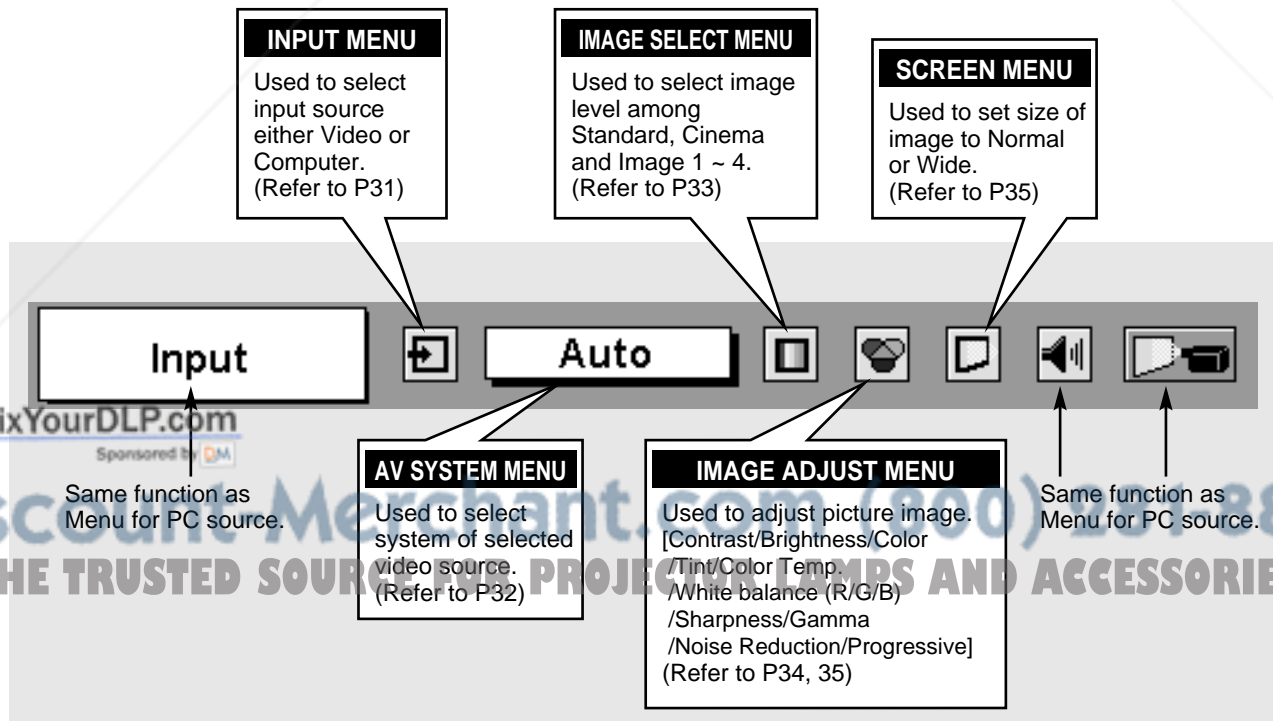 INPUT MENU
Used to select
input source
either Video or
Computer.
(Refer to P31)
IMAGE SELECT MENU
Used to select image
level among
Standard, Cinema
and Image 1 ~ 4.
(Refer to P33)
SCREEN MENU
Used to set size of
image to Normal
or Wide.
(Refer to P35)
Input
Auto
ixYourDLP.com
Sponsored by DM
Same function as
Menu for PC source.
AV SYSTEM MENU
Used to select
system of selected
video source.
(Refer to P32)
IMAGE ADJUST MENU
Used to adjust picture image.
[Contrast/Brightness/Color
/Tint/Color Temp.
/White balance (R/G/B)
/Sharpness/Gamma
/Noise Reduction/Progressive]
(Refer to P34, 35)
Same function as
Menu for PC source.
scount-Merchant.com (800) 281-88
HE TRUSTED SOURCE FOR PROJECTOR LAMPS AND ACCESSORIE